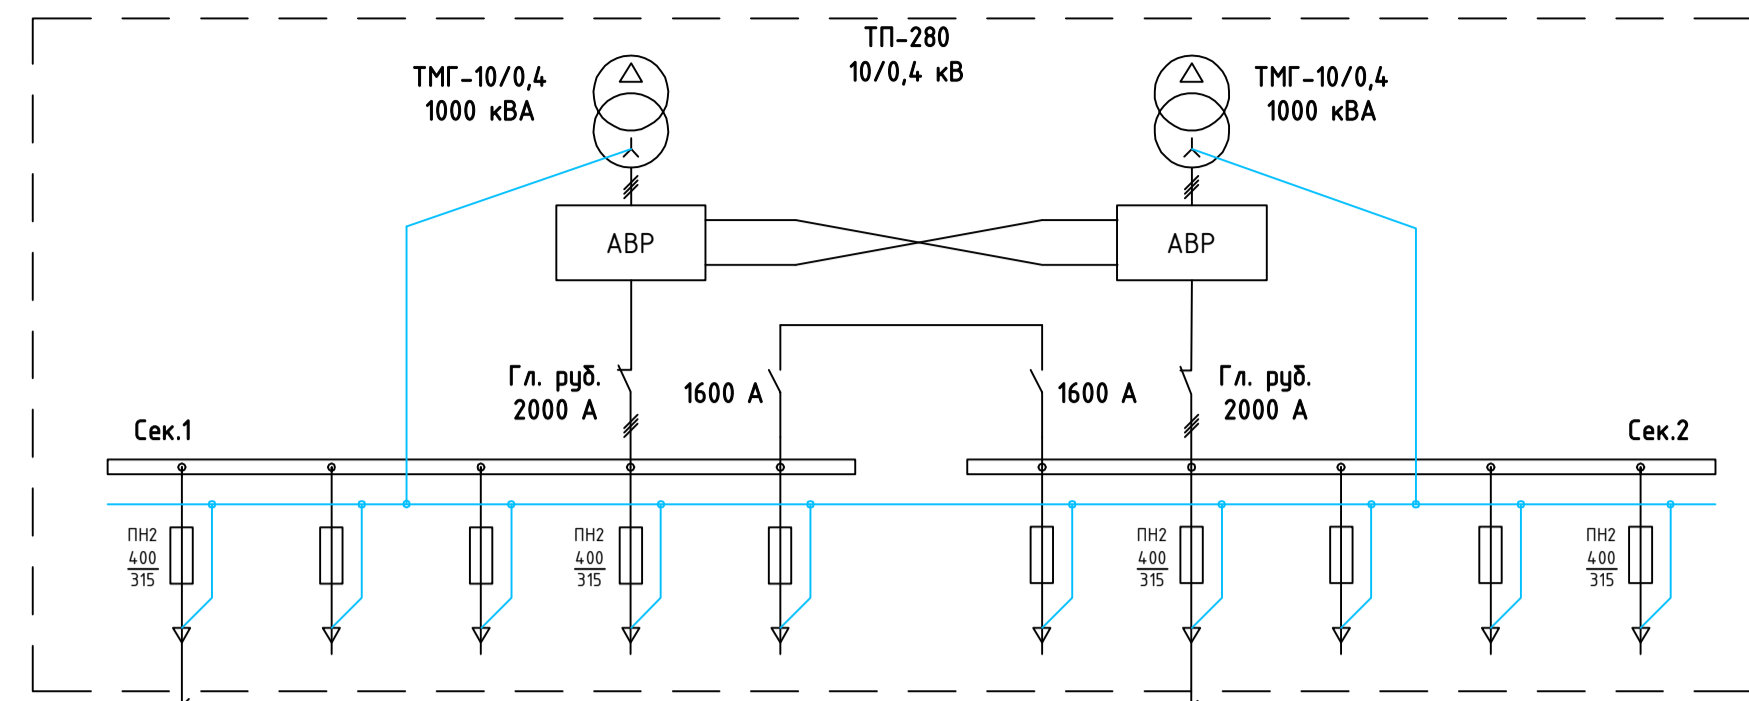 ТП-280
10/0,4 кВ
ТМГ-10/0,4
1000 кВА
ТМГ-10/0,4
1000 кВА
АВР
АВР
Гл. руб.
2000 А
1600 А
1600 А
Гл. руб.
2000 А
Сек.1
Сек.2
ПН2
400
315
ПН2
400
315
ПН2
400
315
ПН2
400
315